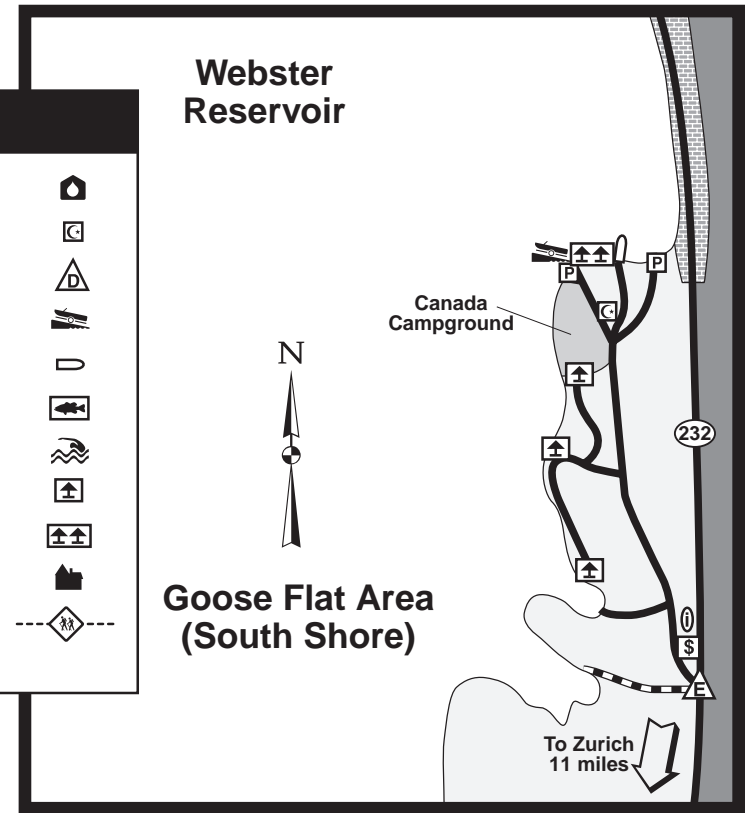 Webster
Reservoir
D
P
P
Canada
Campground
N
232
Goose Flat Area
(South Shore)
i
$
E
To Zurich
11 miles